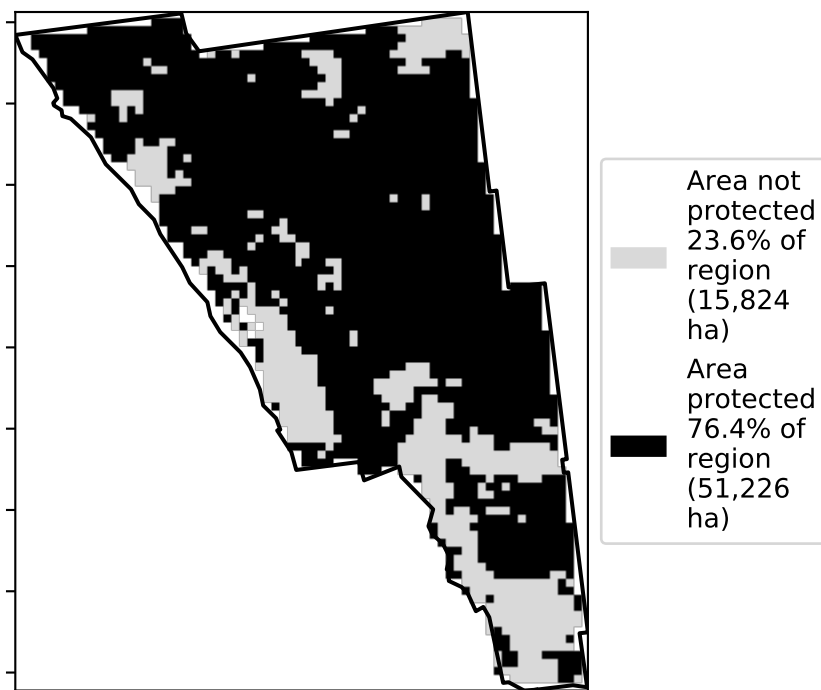 Area not
protected
23.6% of
region
(15,824
ha)
Area
protected
76.4% of
region
(51,226
ha)